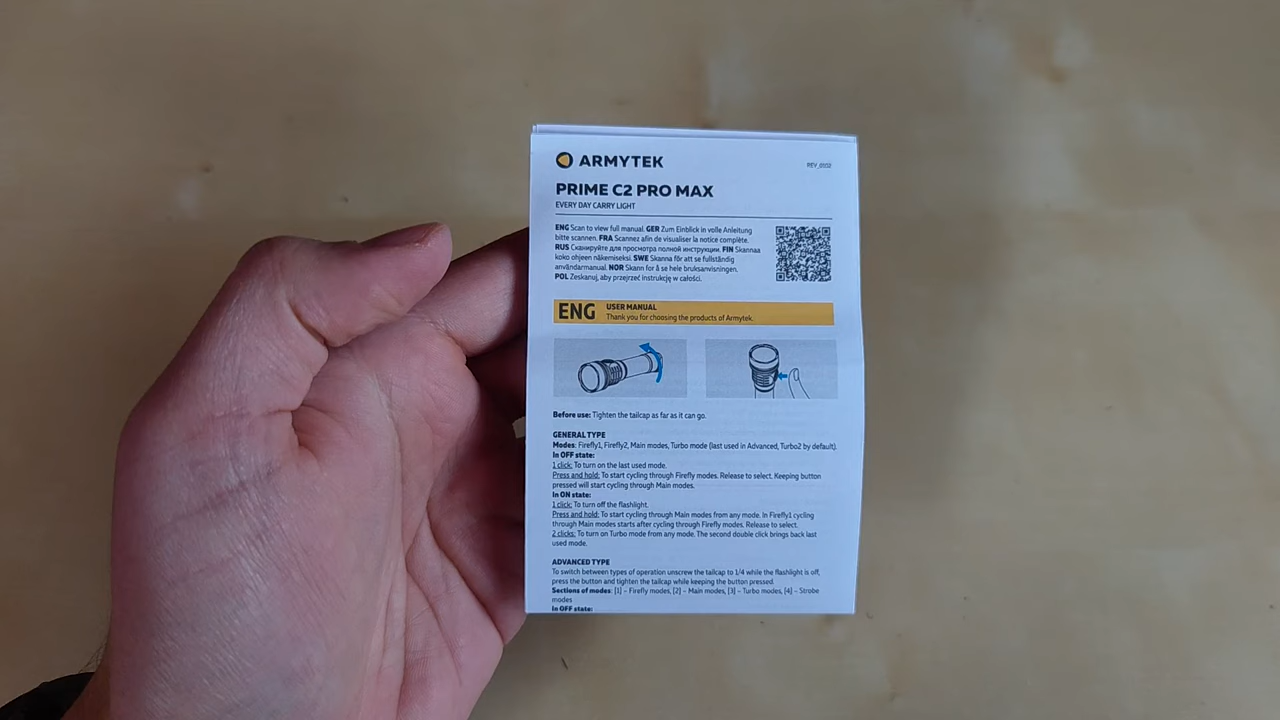 ARMYTEK
REV_0102
PRIME C2 PRO MAX
EVERY DAY CARRY LIGHT
ENG Scan to view full manual. GER Zum Einblick in volle Anleitung
bitte scannen. FRA Scannez afin de visualiser la notice complète.
RUS Сканируйте для просмотра полной инструкции. FIN Skannaa
koko ohjeen näkemiseksi. SWE Skanna för att se fullständig
användarmanual. NOR Skann for å se hele bruksanvisningen.
POL Zeskanuj, aby przejrzeć instrukcję w całości.
ENG
USER MANUAL
Thank you for choosing the products of Armytek.
Before use: Tighten the tailcap as far as it can go.
GENERAL TYPE
Modes: Firefly1, Firefly2, Main modes, Turbo mode (last used in Advanced, Turbo2 by default).
In OFF state:
1 click: To turn on the last used mode.
Press and hold: To start cycling through Firefly modes. Release to select. Keeping button
pressed will start cycling through Main modes.
In ON state:
1 click: To turn off the flashlight.
Press and hold: To start cycling through Main modes from any mode. In Firefly1 cycling
through Main modes starts after cycling through Firefly modes. Release to select.
2 clicks: To turn on Turbo mode from any mode. The second double click brings back last
used mode.
ADVANCED TYPE
To switch between types of operation unscrew the tailcap to 1/4 while the flashlight is off,
press the button and tighten the tailcap while keeping the button pressed.
Sections of modes: [1] – Firefly modes, [2] – Main modes, [3] – Turbo modes, [4] – Strobe
modes
In OFF state: